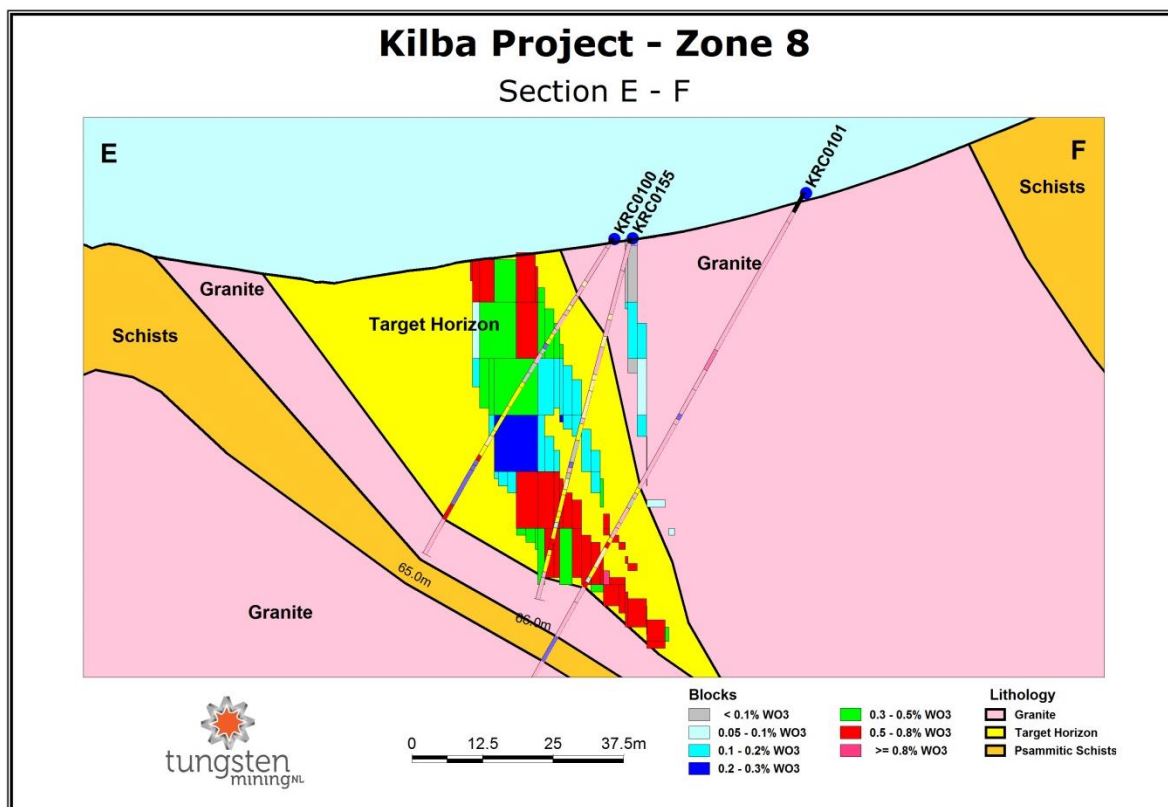 Kilba Project - Zone 8
Section E - F
E
F
KRC0100
KRC0155
KRC0101
Schists
Granite
Granite
Target Horizon
Schists
65.0m
66.0m
Granite
Blocks
< 0.1% WO3
0.05 - 0.1% WO3
0.1 - 0.2% WO3
0.2 - 0.3% WO3
0.3 - 0.5% WO3
0.5 - 0.8% WO3
>= 0.8% WO3
Lithology
Granite
Target Horizon
Psammitic Schists
0 12.5 25 37.5m
tungsten
miningNL